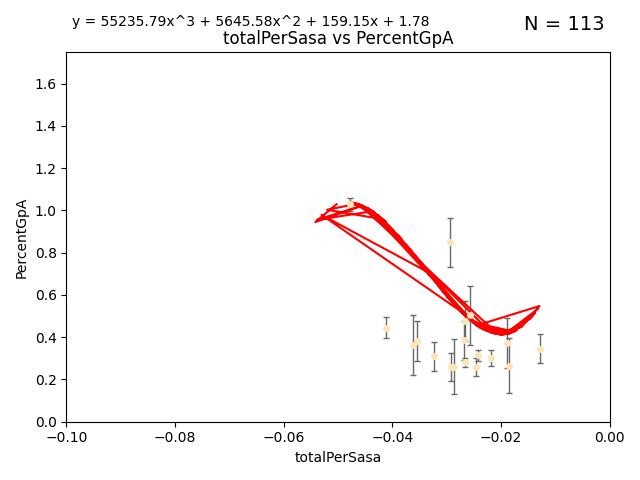 y = 55235.79x^3 + 5645.58x^2 + 159.15x + 1.78
N = 113
totalPerSasa vs PercentGpA
1.6
1.4
1.2
1.0
0.8
0.6
0.4
0.2
0.0
PercentGpA
−0.10 −0.08 −0.06 −0.04 −0.02 0.00
totalPerSasa